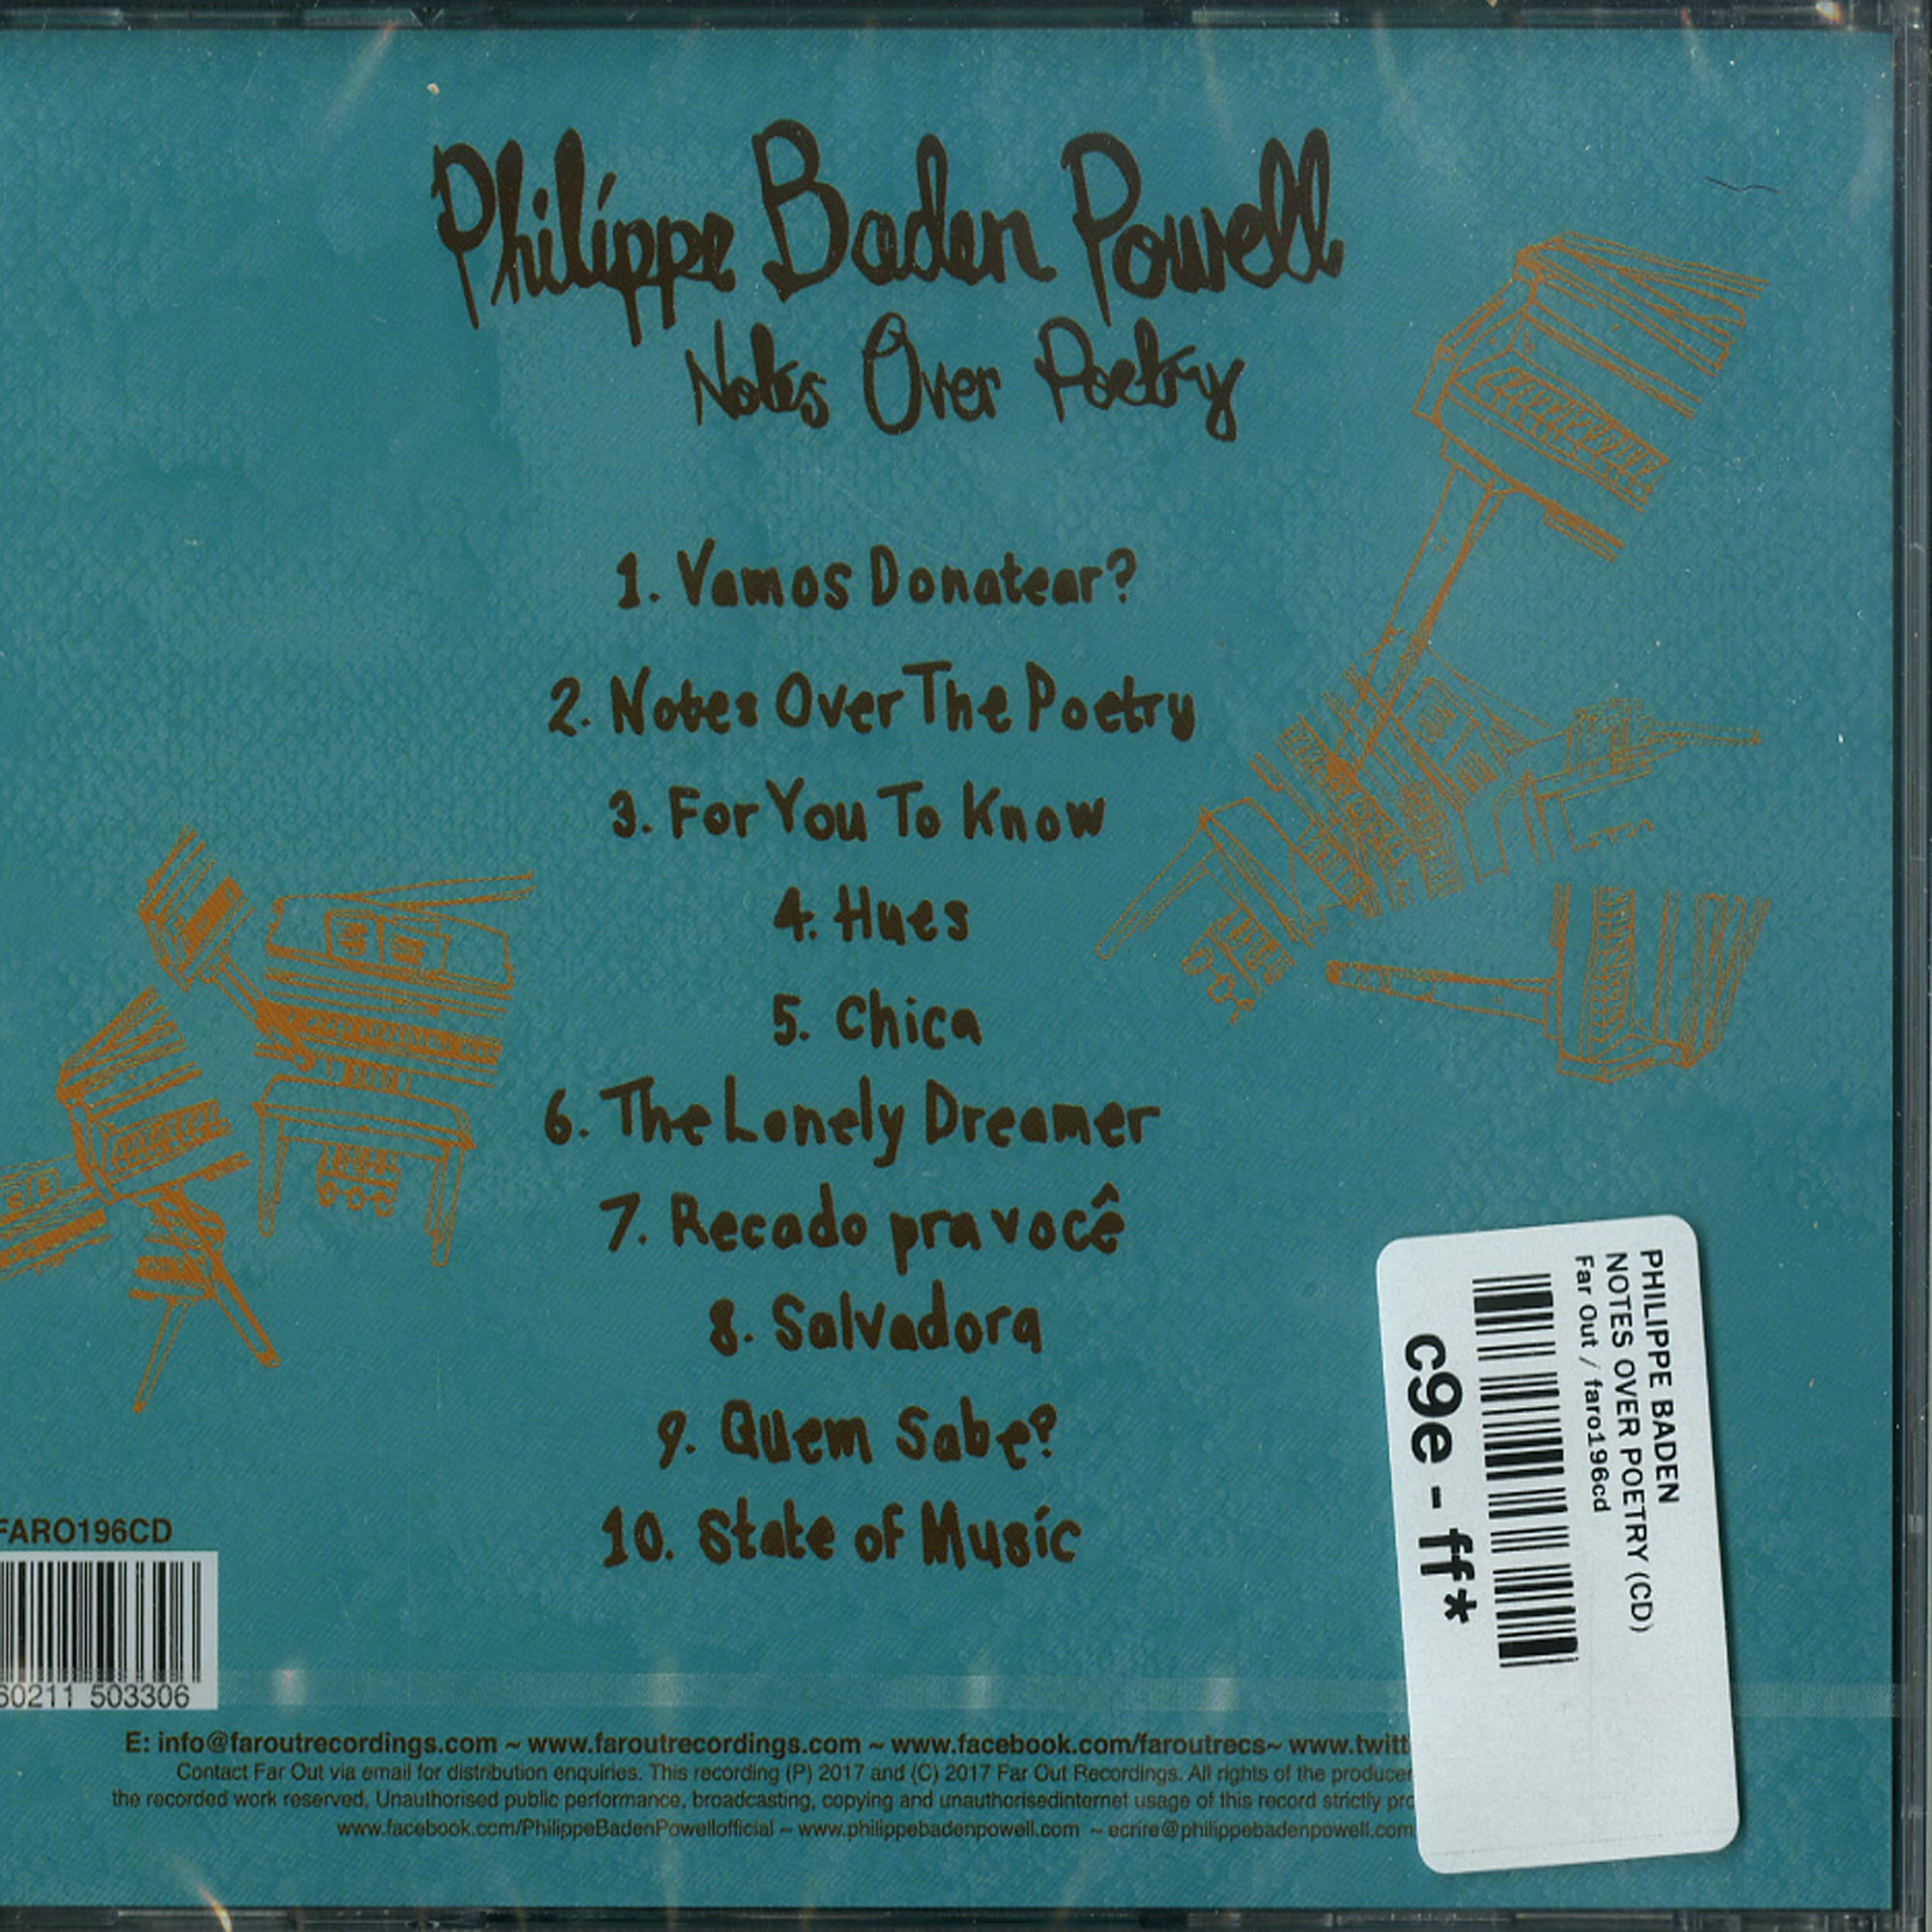 Philippe Baden Powell
Notes Over Poetry
1. Vamos Donatear?
2. Notes Over The Poetry
3. For You To Know
4. Hues
5. Chica
6. The Lonely Dreamer
7. Recado pra você
8. Salvadora
9. Quem Sabe?
10. State of Music
PHILIPPE BADEN
NOTES OVER POETRY (CD)
Far Out / faro196cd
c9e - ff*
FARO196CD
60211 503306
E: info@faroutrecordings.com ~ www.faroutrecordings.com ~ www.facebook.com/faroutrecs~ www.twitt
Contact Far Out via email for distribution enquiries. This recording (P) 2017 and (C) 2017 Far Out Recordings. All rights of the producer
the recorded work reserved. Unauthorised public performance, broadcasting, copying and unauthorisedinternet usage of this record strictly pro
www.facebook.com/PhilippeBadenPowellofficial ~ www.philippebadenpowell.com ~ ecrire@philippebadenpowell.com